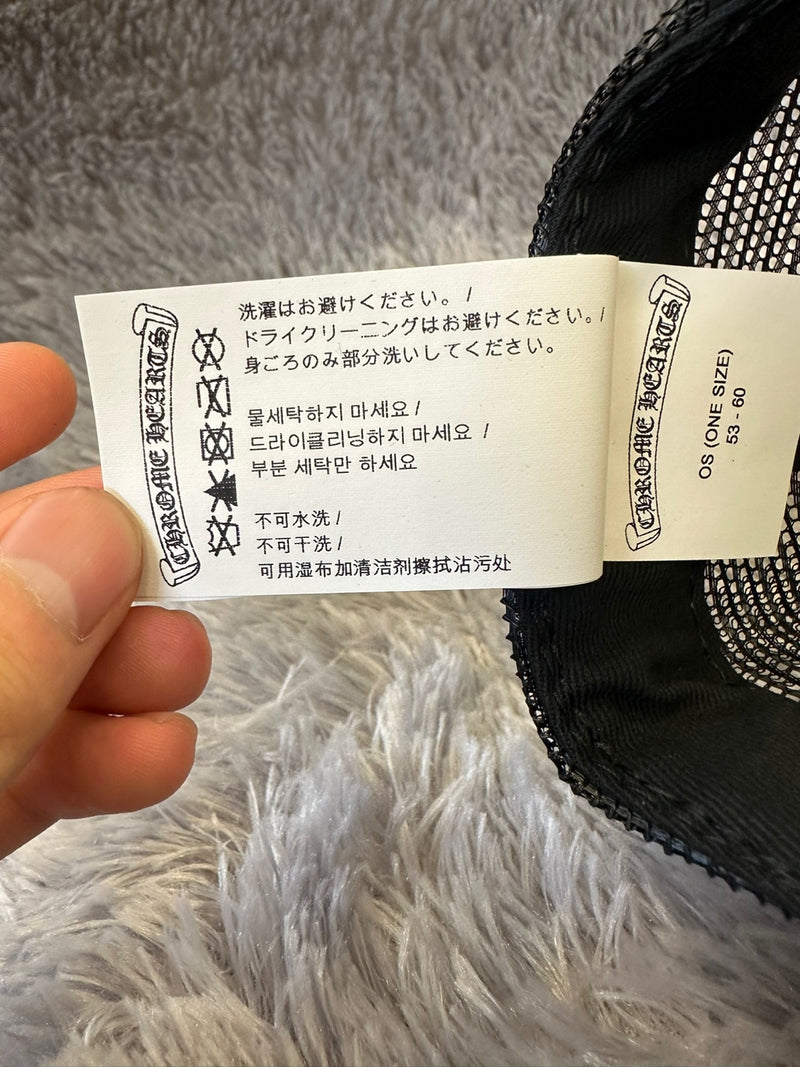 CHROME HEARTS
洗濯はお避けください。/
ドライクリーニングはお避けください。/
身ごろのみ部分洗いしてください。
물세탁하지 마세요 /
드라이클리닝하지 마세요 /
부분 세탁만 하세요
不可水洗 /
不可干洗 /
可用湿布加清洁剂擦拭沾污处
CHROME HEARTS
OS (ONE SIZE)
53 - 60